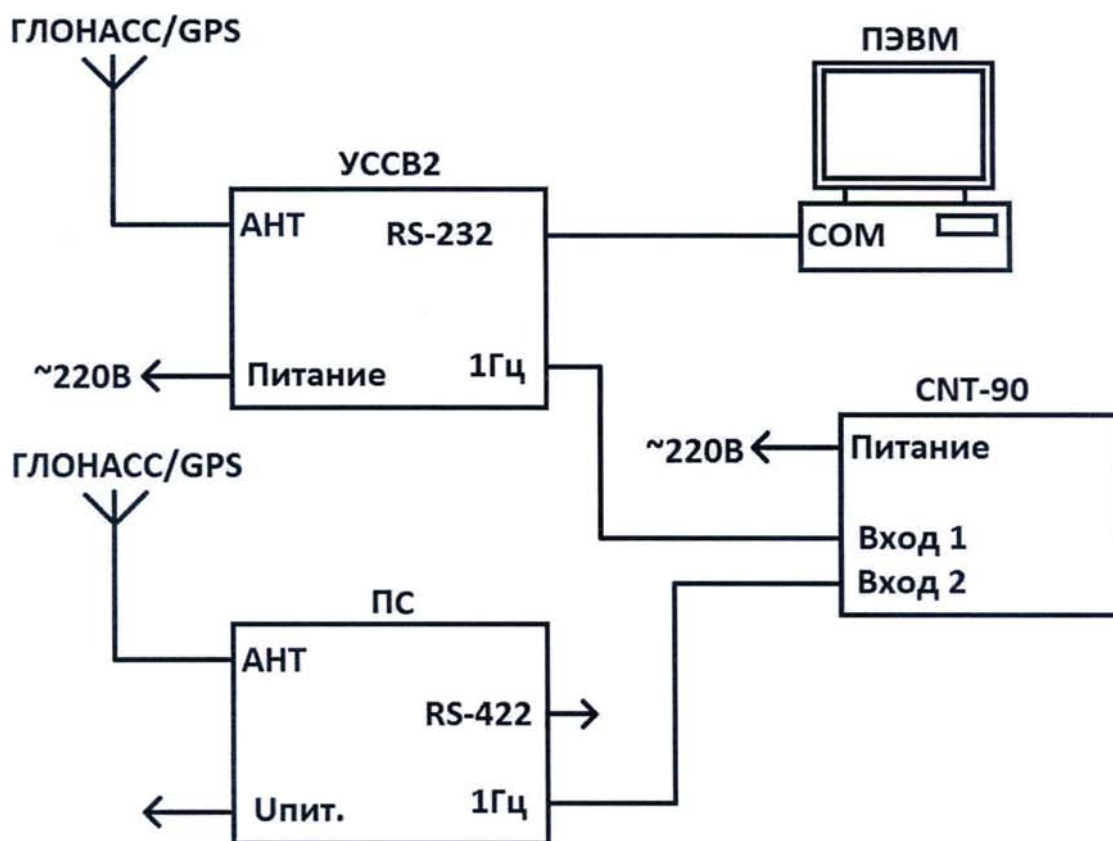 ГЛОНАСС/GPS
ПЭВМ
УССВ2
АНТ
RS-232
COM
~220В
Питание
1Гц
CNT-90
ГЛОНАСС/GPS
~220В
Питание
Вход 1
Вход 2
ПС
АНТ
RS-422
Uпит.
1Гц